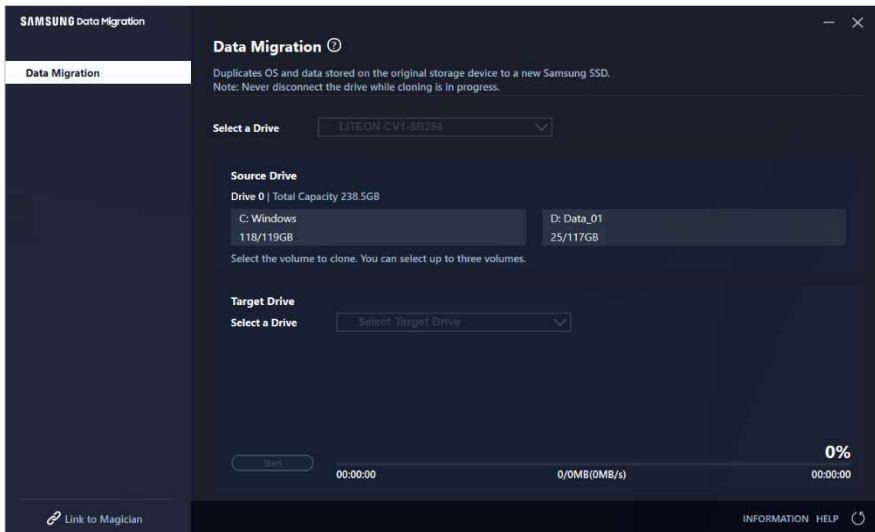 SAMSUNG Data Migration
Data Migration
Data Migration ?
Duplicates OS and data stored on the original storage device to a new Samsung SSD.
Note: Never disconnect the drive while cloning is in progress.
Select a Drive
LITEON CV1-8B256
Source Drive
Drive 0 | Total Capacity 238.5GB
C: Windows
118/119GB
D: Data_01
25/117GB
Select the volume to clone. You can select up to three volumes.
Target Drive
Select a Drive
Select Target Drive
0%
Start
00:00:00
0/0MB(0MB/s)
00:00:00
Link to Magician
INFORMATION HELP